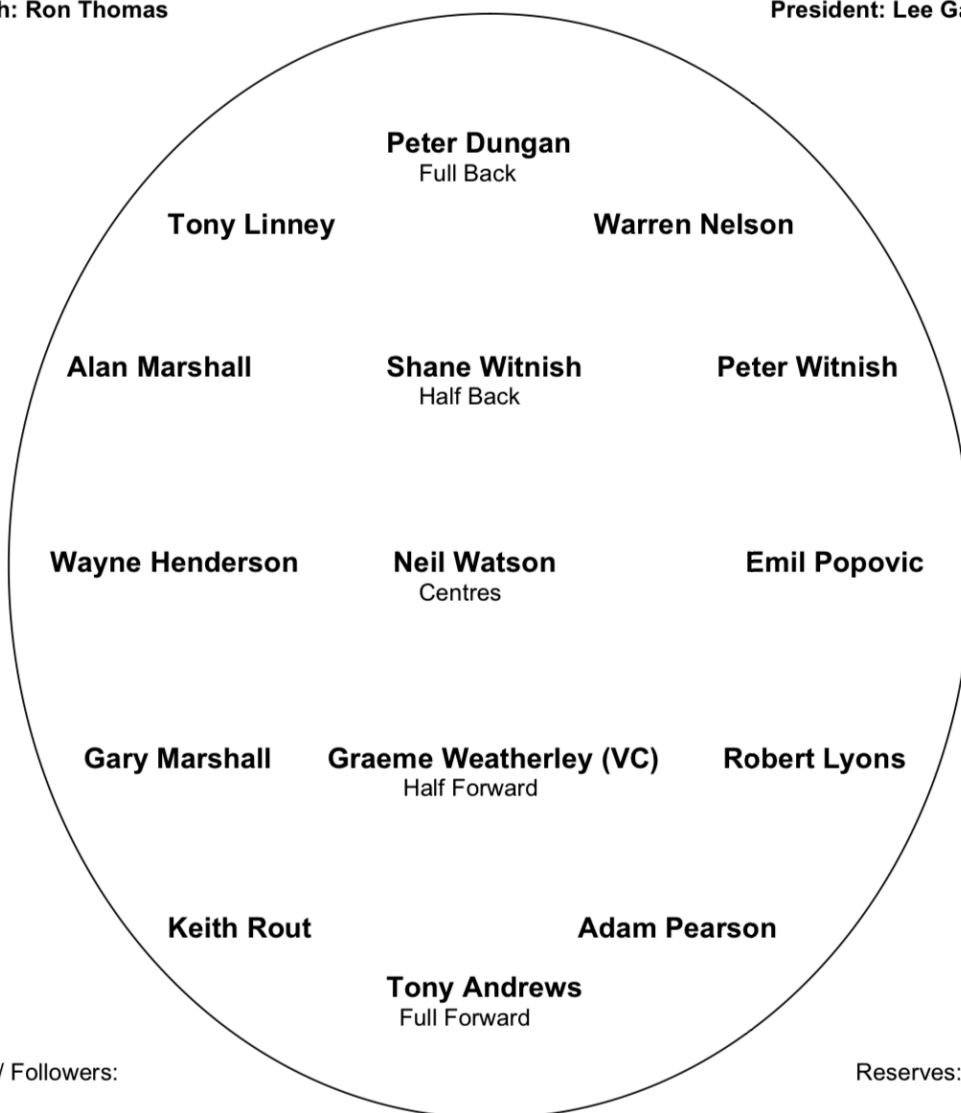 h: Ron Thomas
President: Lee Ga
Peter Dungan
Full Back
Tony Linney
Warren Nelson
Alan Marshall
Shane Witnish
Peter Witnish
Half Back
Wayne Henderson
Neil Watson
Emil Popovic
Centres
Gary Marshall
Graeme Weatherley (VC)
Robert Lyons
Half Forward
Keith Rout
Adam Pearson
Tony Andrews
Full Forward
/ Followers:
Reserves: